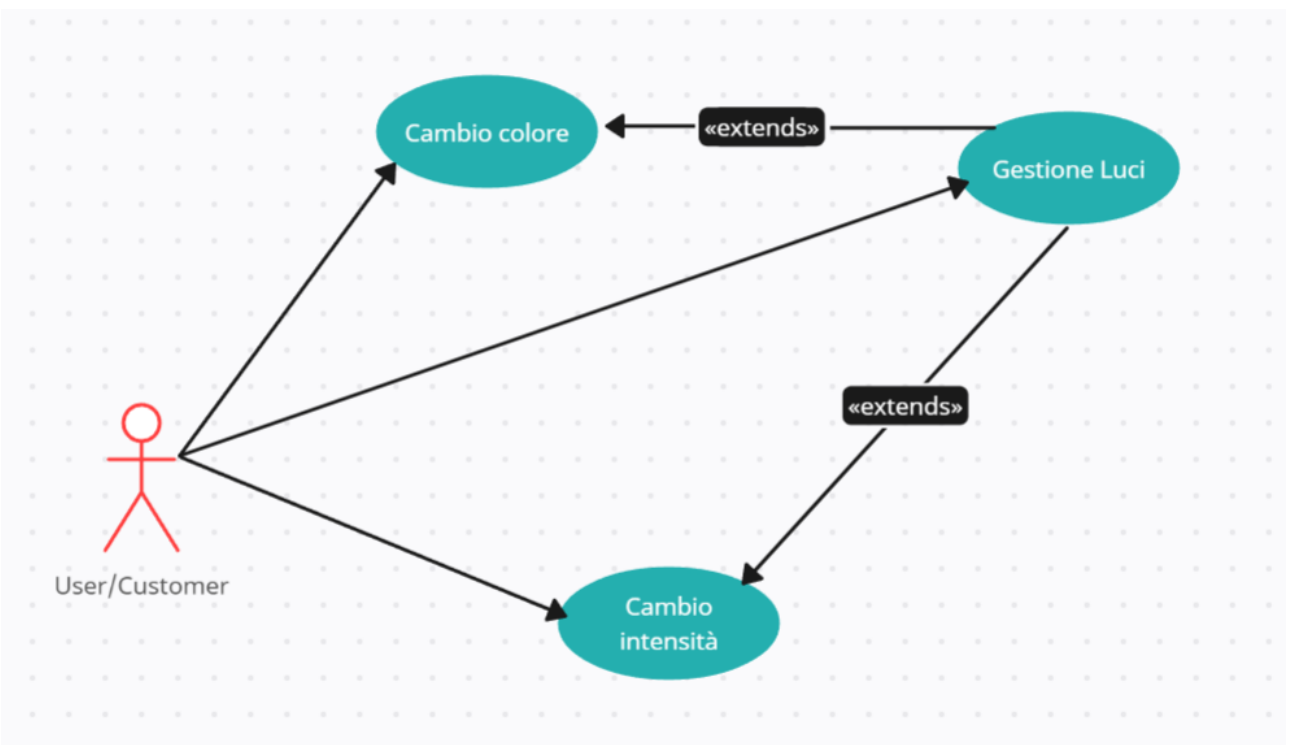 Cambio colore
«extends»
Gestione Luci
«extends»
User/Customer
Cambio
intensità